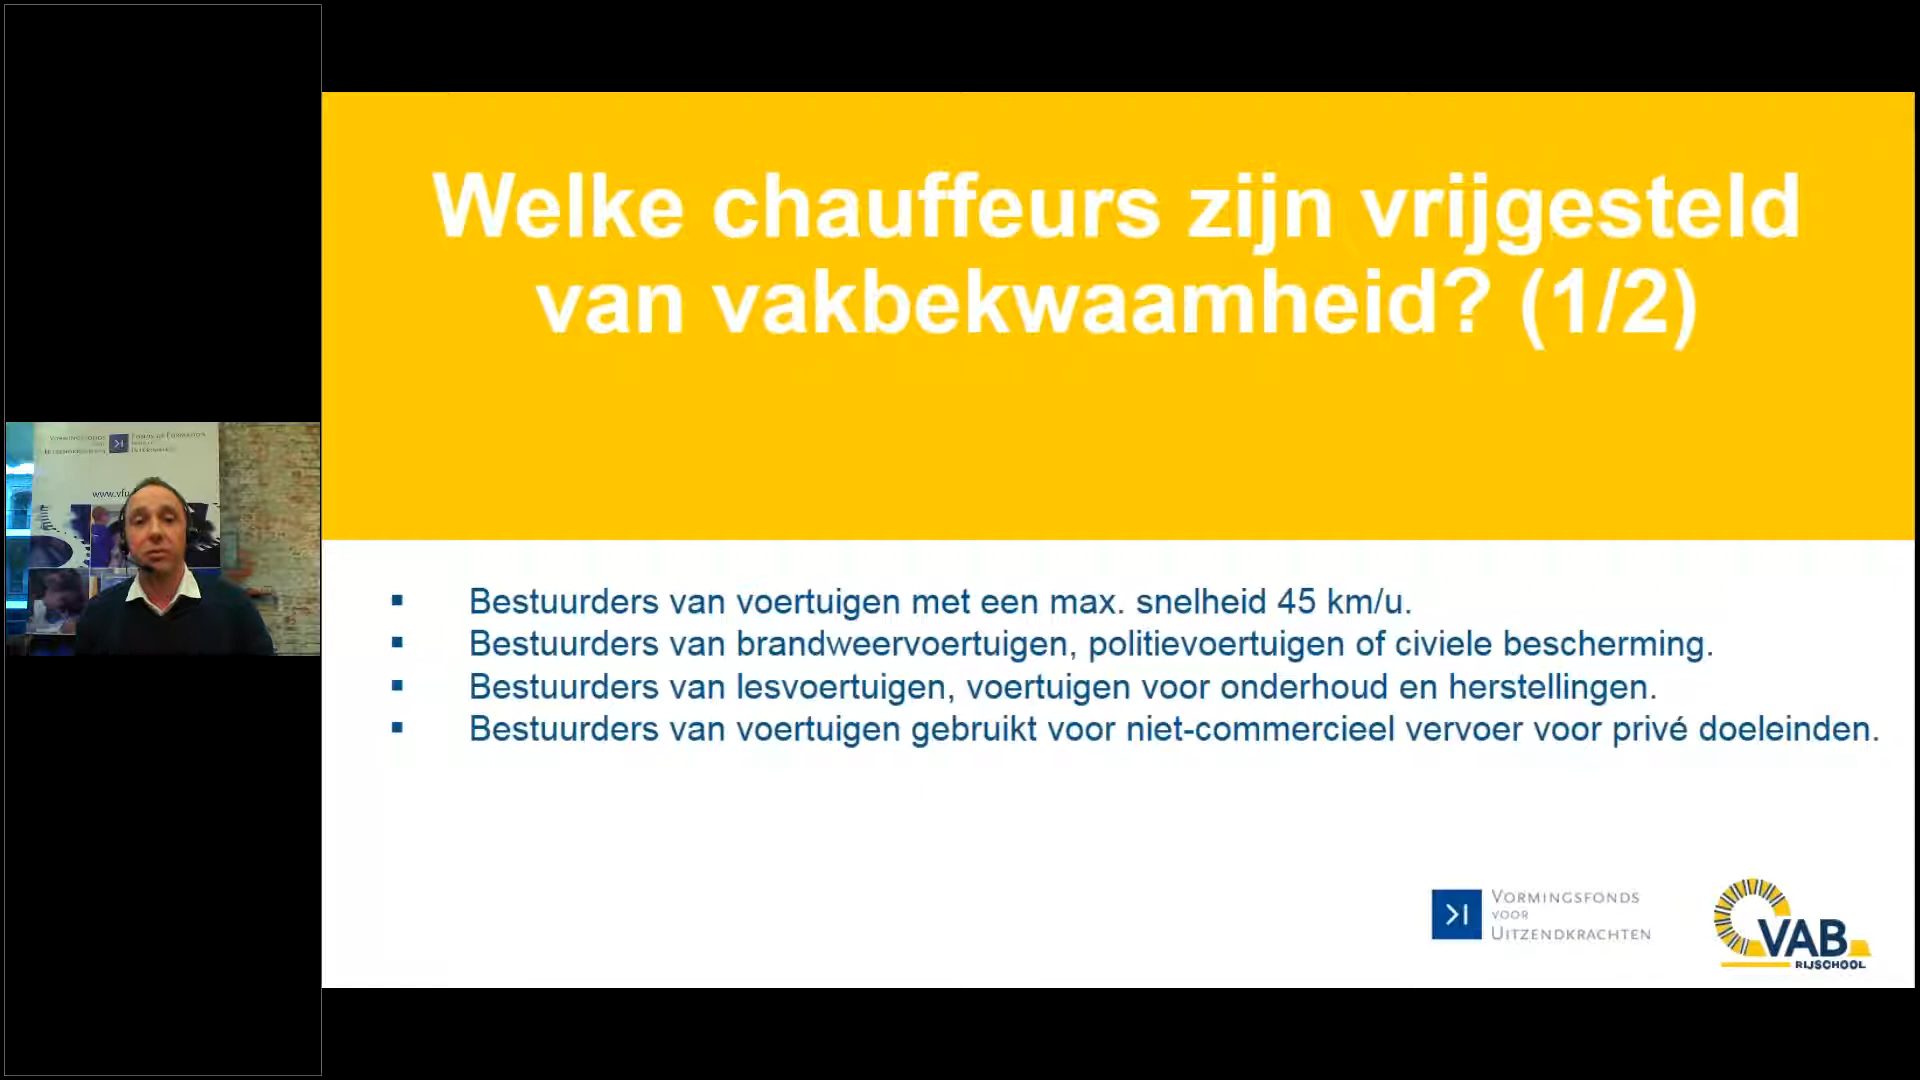 Welke chauffeurs zijn vrijgesteld
van vakbekwaamheid? (1/2)
▪ Bestuurders van voertuigen met een max. snelheid 45 km/u.
▪ Bestuurders van brandweervoertuigen, politievoertuigen of civiele bescherming.
▪ Bestuurders van lesvoertuigen, voertuigen voor onderhoud en herstellingen.
▪ Bestuurders van voertuigen gebruikt voor niet-commercieel vervoer voor privé doeleinden.
VORMINGSFONDS
VOOR
UITZENDKRACHTEN
VAB
RIJSCHOOL